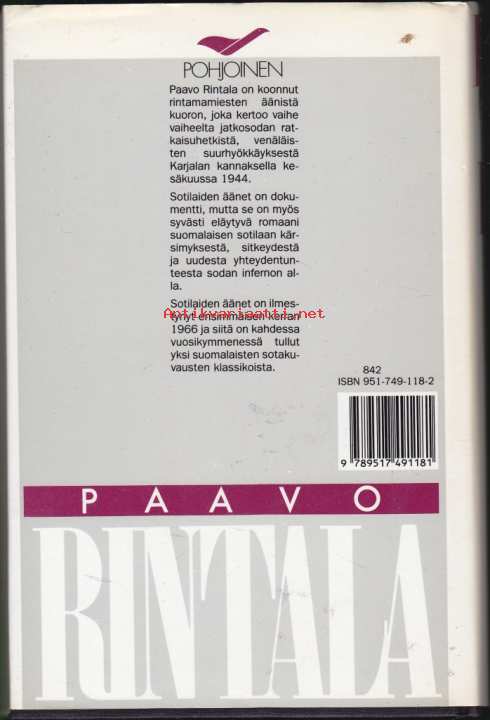 POHJOINEN
Paavo Rintala on koonnut
rintamamiesten äänistä
kuoron, joka kertoo vaihe
vaiheelta jatkosodan rat-
kaisuhetkistä, venäläis-
ten suurhyökkäyksestä
Karjalan kannaksella ke-
säkuussa 1944.
Sotilaiden äänet on doku-
mentti, mutta se on myös
syvästi eläytyvä romaani
suomalaisen sotilaan kär-
simyksestä, sitkeydestä
ja uudesta yhteydentun-
teesta sodan infernon al-
la.
Sotilaiden äänet on ilmes-
Antikvariaatti.net
tynyt ensimmäisen kerran
1966 ja siitä on kahdessa
vuosikymmenessä tullut
yksi suomalaisten sotaku-
vausten klassikoista.
842
ISBN 951-749-118-2
9 789517 491181
PAAVO
RINTALA